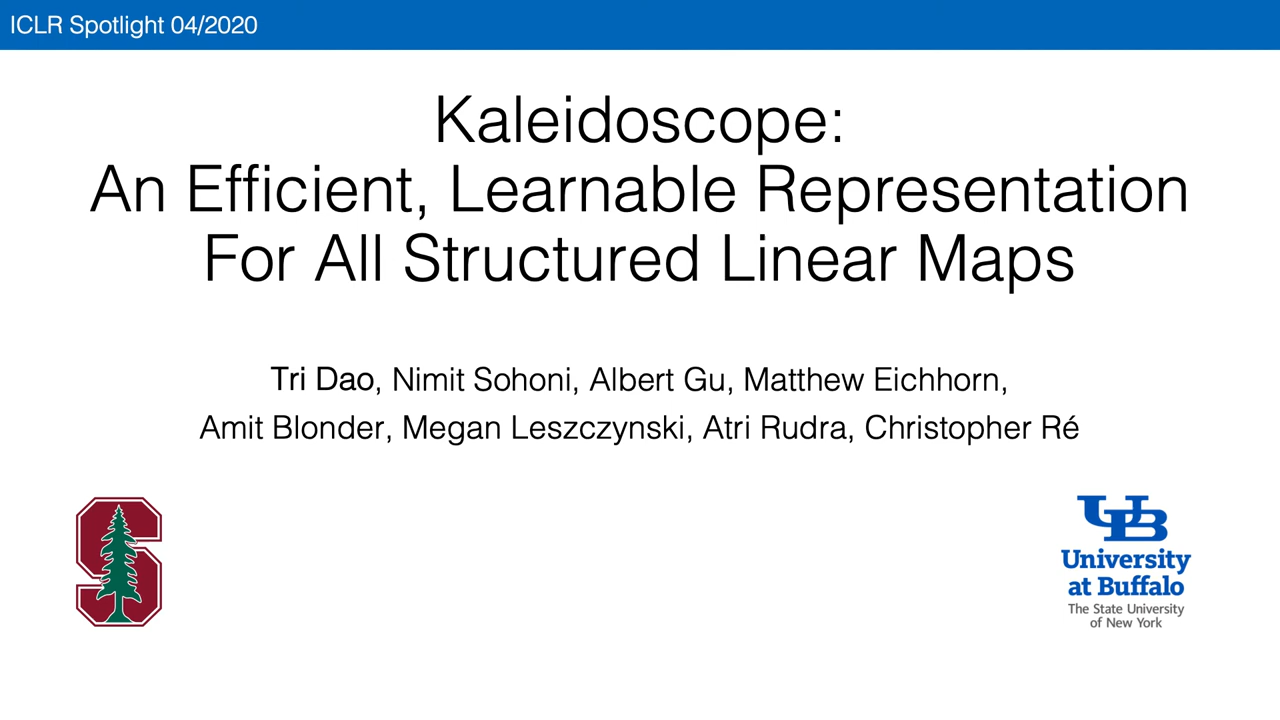 ICLR Spotlight 04/2020
Kaleidoscope:
An Efficient, Learnable Representation
For All Structured Linear Maps
Tri Dao, Nimit Sohoni, Albert Gu, Matthew Eichhorn,
Amit Blonder, Megan Leszczynski, Atri Rudra, Christopher Ré
UB
University
at Buffalo
The State University
of New York